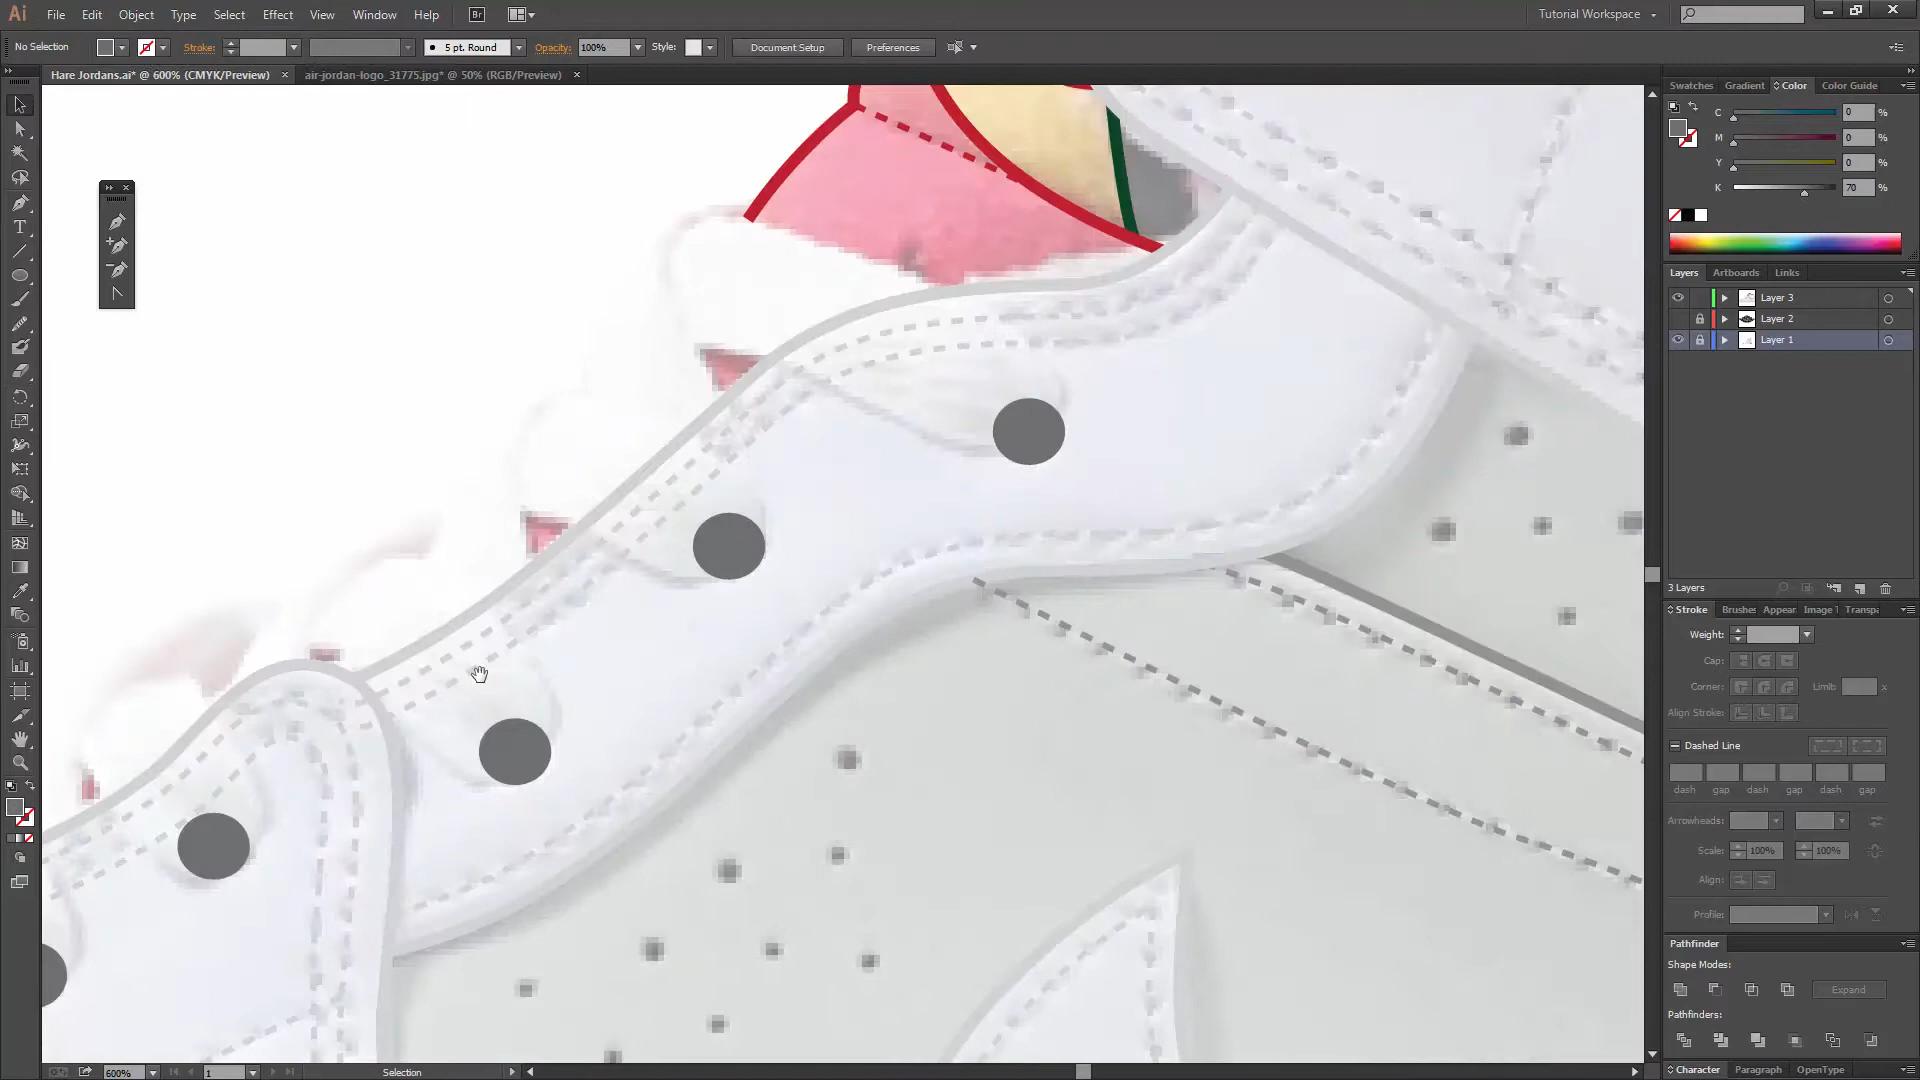 Ai File Edit Object Type Select Effect View Window Help Br Tutorial Workspace
No Selection Stroke: 5 pt. Round Opacity: 100% Style: Document Setup Preferences
Hare Jordans.ai* @ 600% (CMYK/Preview) × air-jordan-logo_31775.jpg* @ 50% (RGB/Preview) ×
Swatches Gradient Color Color Guide
C 0 %
M 0 %
Y 0 %
K 70 %
Layers Artboards Links
Layer 3
Layer 2
Layer 1
3 Layers
Stroke Brushes Appear Image Transpa
Weight:
Cap:
Corner: Limit: x
Align Stroke:
Dashed Line
dash gap dash gap dash gap
Arrowheads:
Scale: 100% 100%
Align:
Profile:
Pathfinder
Shape Modes:
Expand
Pathfinders:
Character Paragraph OpenType
600% 1 Selection